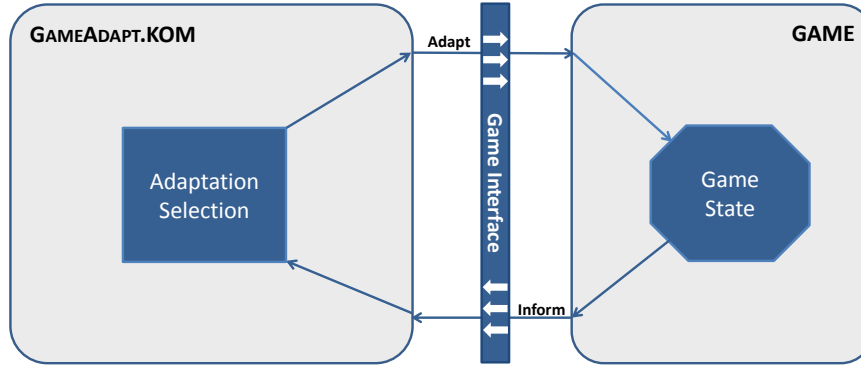 GAMEADAPT.KOM
GAME
Adapt
Game Interface
Adaptation
Selection
Game
State
Inform